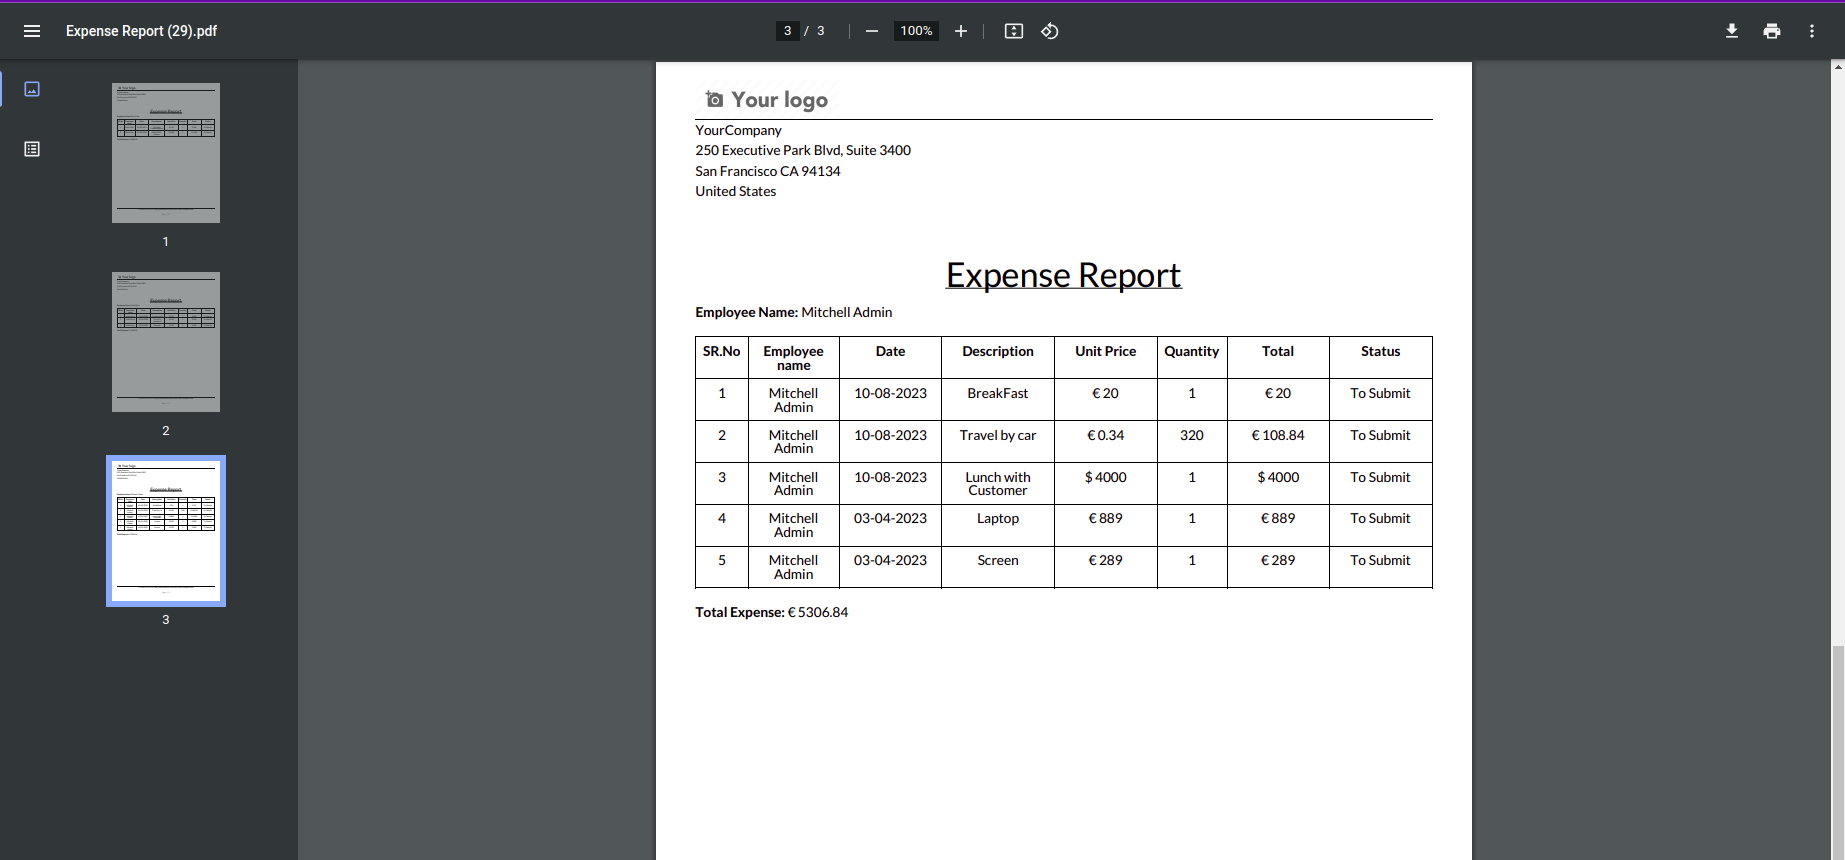 Expense Report (29).pdf
3 / 3
100%
1
2
3
Your logo
YourCompany
250 Executive Park Blvd, Suite 3400
San Francisco CA 94134
United States
Expense Report
Employee Name: Mitchell Admin
SR.No Employee name Date Description Unit Price Quantity Total Status
1 Mitchell Admin 10-08-2023 BreakFast € 20 1 € 20 To Submit
2 Mitchell Admin 10-08-2023 Travel by car € 0.34 320 € 108.84 To Submit
3 Mitchell Admin 10-08-2023 Lunch with Customer $ 4000 1 $ 4000 To Submit
4 Mitchell Admin 03-04-2023 Laptop € 889 1 € 889 To Submit
5 Mitchell Admin 03-04-2023 Screen € 289 1 € 289 To Submit
Total Expense: € 5306.84